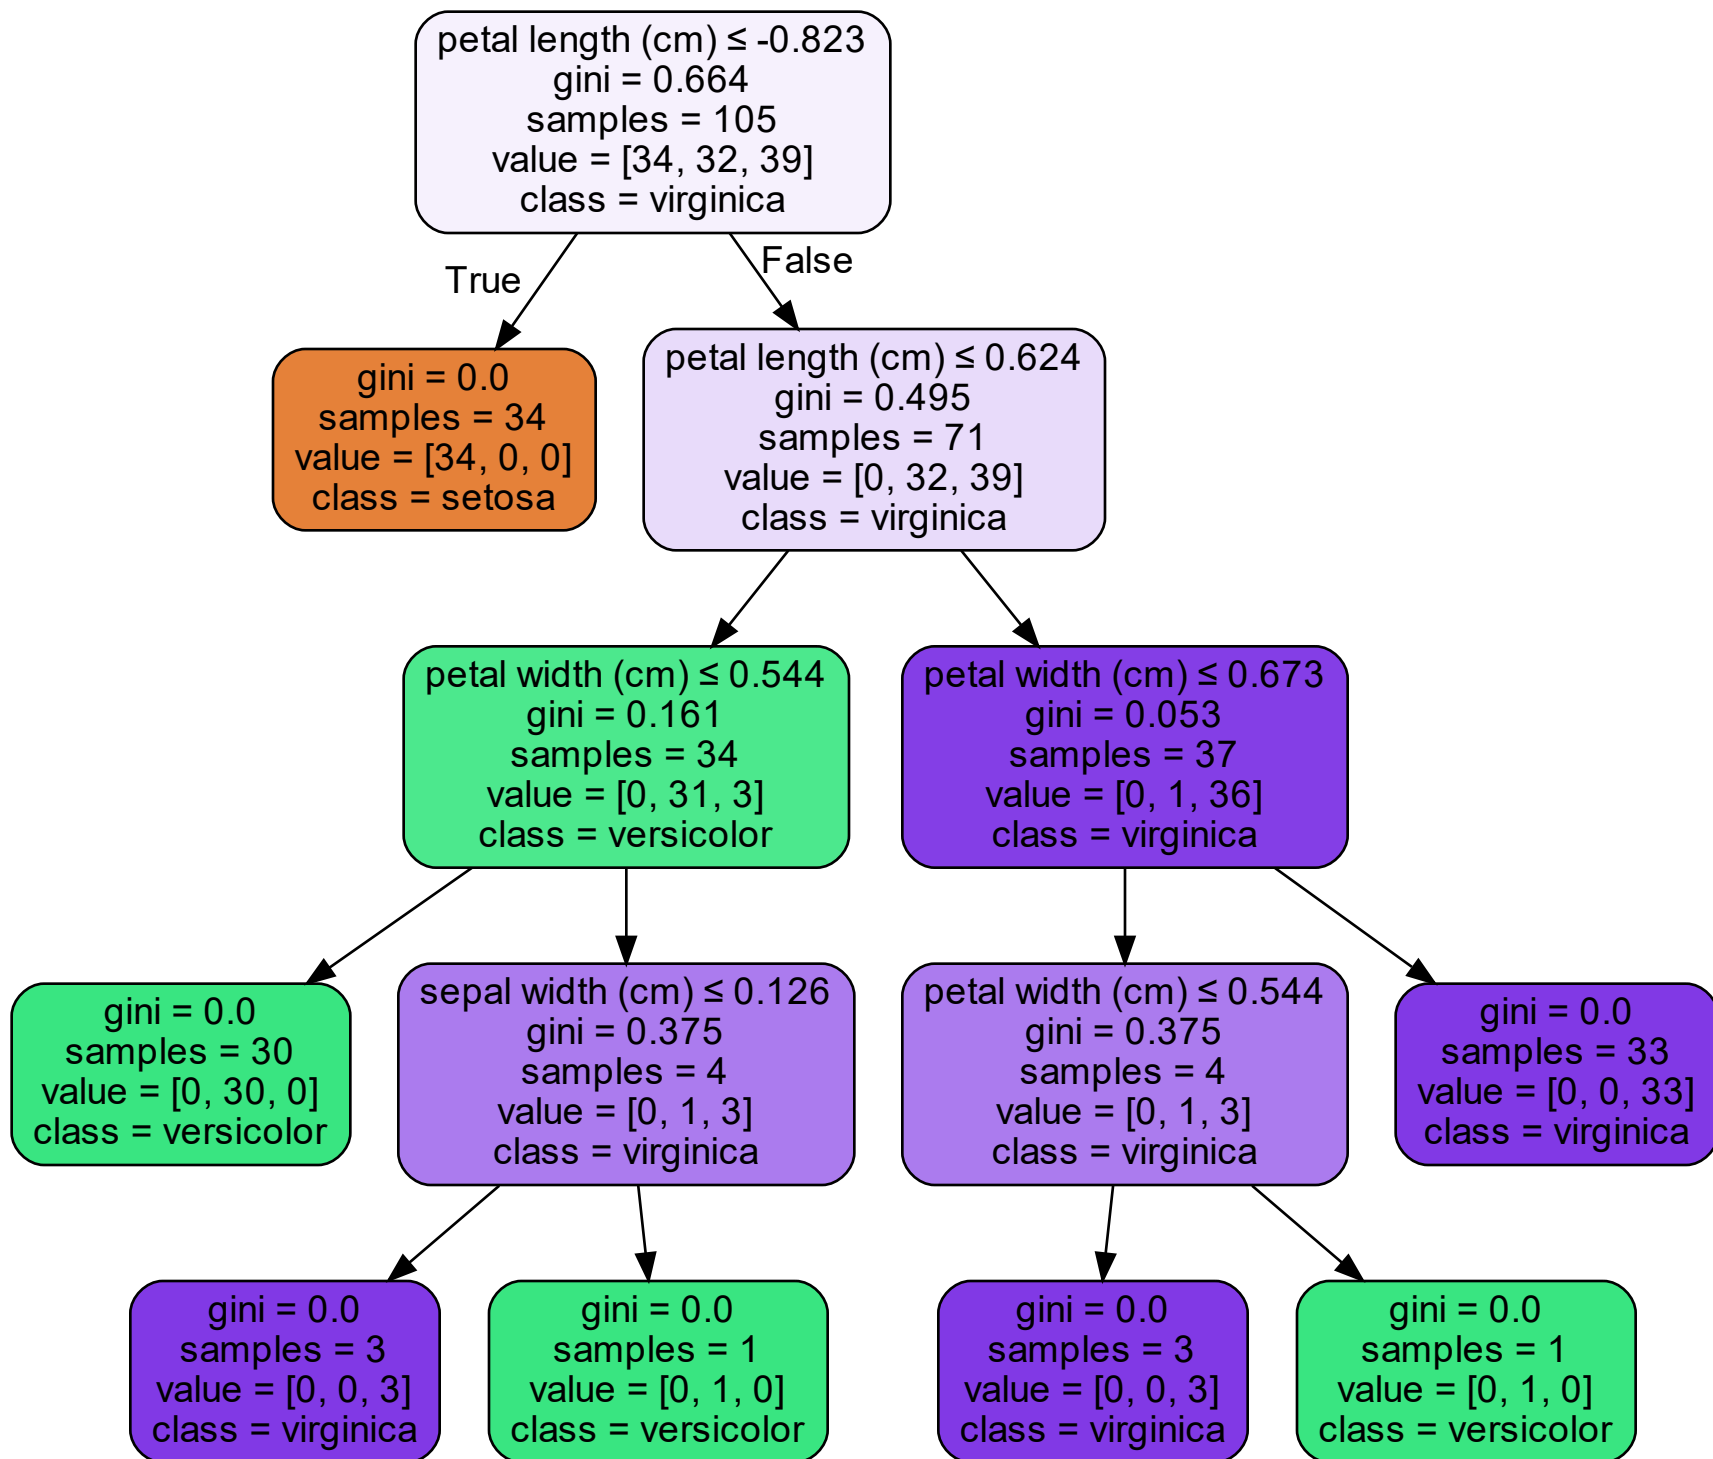 petal length (cm) ≤ -0.823
gini = 0.664
samples = 105
value = [34, 32, 39]
class = virginica
True
False
gini = 0.0
samples = 34
value = [34, 0, 0]
class = setosa
petal length (cm) ≤ 0.624
gini = 0.495
samples = 71
value = [0, 32, 39]
class = virginica
petal width (cm) ≤ 0.544
gini = 0.161
samples = 34
value = [0, 31, 3]
class = versicolor
petal width (cm) ≤ 0.673
gini = 0.053
samples = 37
value = [0, 1, 36]
class = virginica
gini = 0.0
samples = 30
value = [0, 30, 0]
class = versicolor
sepal width (cm) ≤ 0.126
gini = 0.375
samples = 4
value = [0, 1, 3]
class = virginica
petal width (cm) ≤ 0.544
gini = 0.375
samples = 4
value = [0, 1, 3]
class = virginica
gini = 0.0
samples = 33
value = [0, 0, 33]
class = virginica
gini = 0.0
samples = 3
value = [0, 0, 3]
class = virginica
gini = 0.0
samples = 1
value = [0, 1, 0]
class = versicolor
gini = 0.0
samples = 3
value = [0, 0, 3]
class = virginica
gini = 0.0
samples = 1
value = [0, 1, 0]
class = versicolor